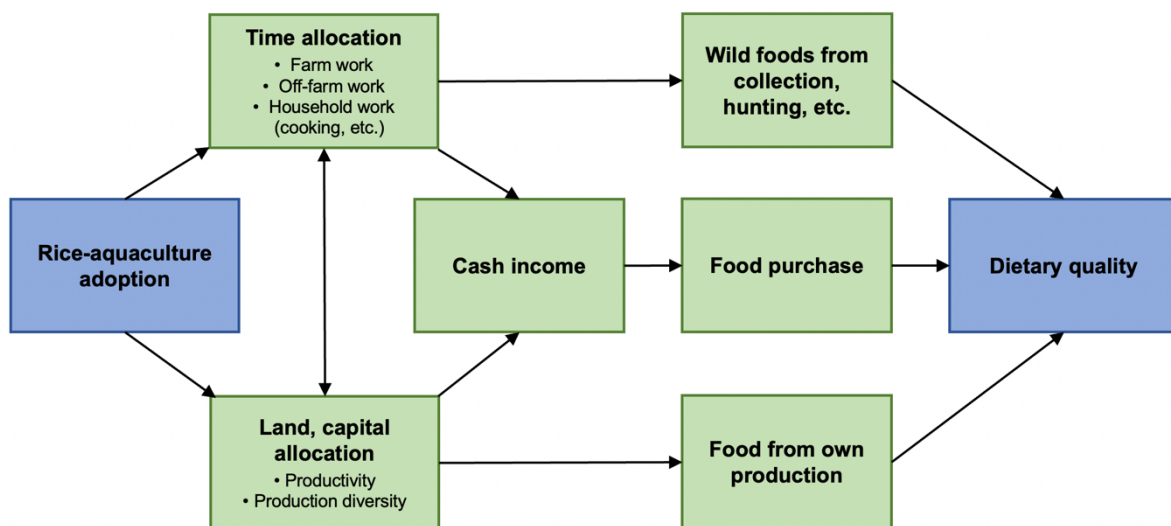 Time allocation
• Farm work
• Off-farm work
• Household work
(cooking, etc.)
Wild foods from
collection,
hunting, etc.
Rice-aquaculture
adoption
Cash income
Food purchase
Dietary quality
Land, capital
allocation
• Productivity
• Production diversity
Food from own
production